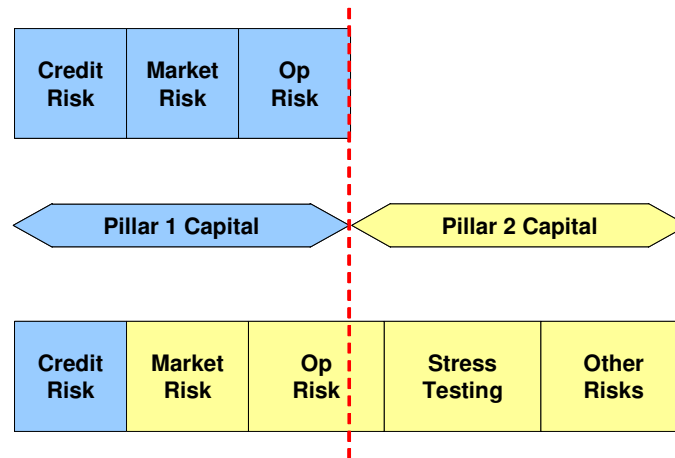 Credit
Risk
Market
Risk
Op
Risk
Pillar 1 Capital
Pillar 2 Capital
Credit
Risk
Market
Risk
Op
Risk
Stress
Testing
Other
Risks